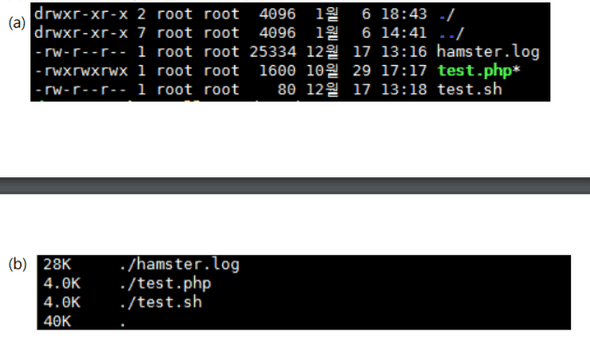 (a)
drwxr-xr-x 2 root root  4096  1월   6 18:43 ./
drwxr-xr-x 7 root root  4096  1월   6 14:41 ../
-rw-r--r-- 1 root root 25334 12월  17 13:16 hamster.log
-rwxrwxrwx 1 root root  1600 10월  29 17:17 test.php*
-rw-r--r-- 1 root root    80 12월  17 13:18 test.sh
(b)
28K     ./hamster.log
4.0K    ./test.php
4.0K    ./test.sh
40K     .